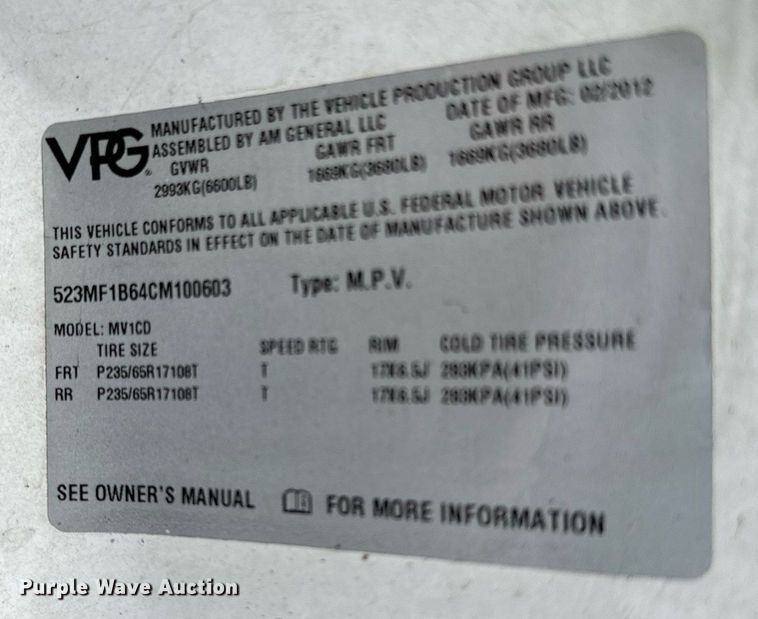 VPG
MANUFACTURED BY THE VEHICLE PRODUCTION GROUP LLC
ASSEMBLED BY AM GENERAL LLC DATE OF MFG: 02/2012
GVWR GAWR FRT GAWR RR
2993KG(6600LB) 1669KG(3680LB) 1669KG(3680LB)
THIS VEHICLE CONFORMS TO ALL APPLICABLE U.S. FEDERAL MOTOR VEHICLE
SAFETY STANDARDS IN EFFECT ON THE DATE OF MANUFACTURE SHOWN ABOVE.
523MF1B64CM100603 Type: M.P.V.
MODEL: MV1CD
TIRE SIZE SPEED RTG RIM COLD TIRE PRESSURE
FRT P235/65R17108T T 17X6.5J 283KPA(41PSI)
RR P235/65R17108T T 17X6.5J 283KPA(41PSI)
SEE OWNER'S MANUAL FOR MORE INFORMATION
Purple Wave Auction